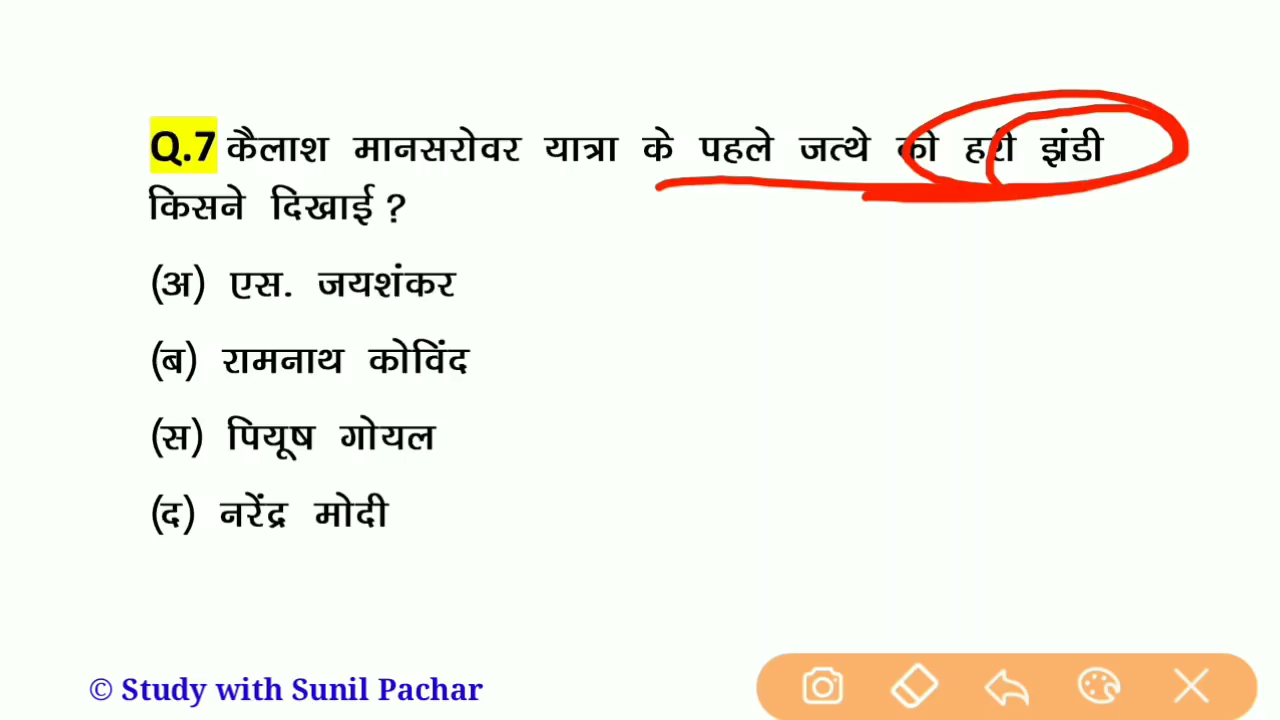 Q.7 कैलाश मानसरोवर यात्रा के पहले जत्थे को हरी झंडी
किसने दिखाई ?
(अ) एस. जयशंकर
(ब) रामनाथ कोविंद
(स) पियूष गोयल
(द) नरेंद्र मोदी
© Study with Sunil Pachar